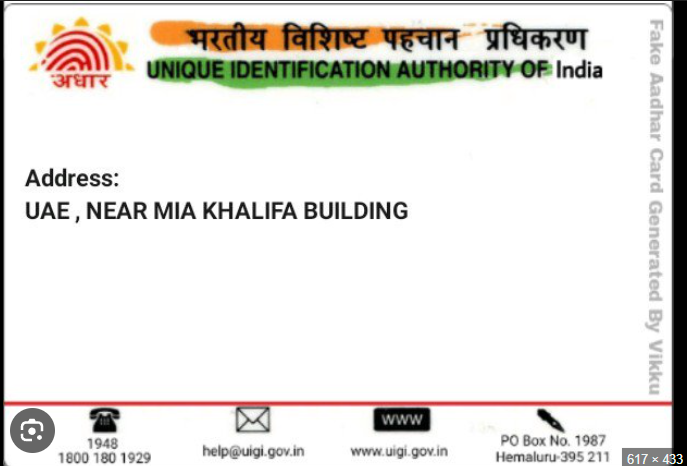 भरतीय विशिष्ट पहचान प्रधिकरण
UNIQUE IDENTIFICATION AUTHORITY OF India
अधार
Address:
UAE , NEAR MIA KHALIFA BUILDING
Fake Aadhar Card Generated By Vikku
1948
1800 180 1929
help@uigi.gov.in
WWW
www.uigi.gov.in
PO Box No. 1987
Hemaluru-395 211
617 × 433